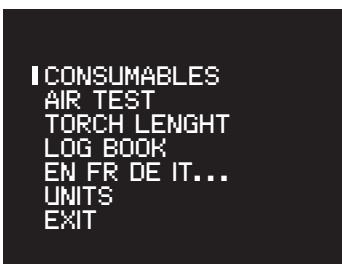 CONSUMABLES
AIR TEST
TORCH LENGHT
LOG BOOK
EN FR DE IT...
UNITS
EXIT